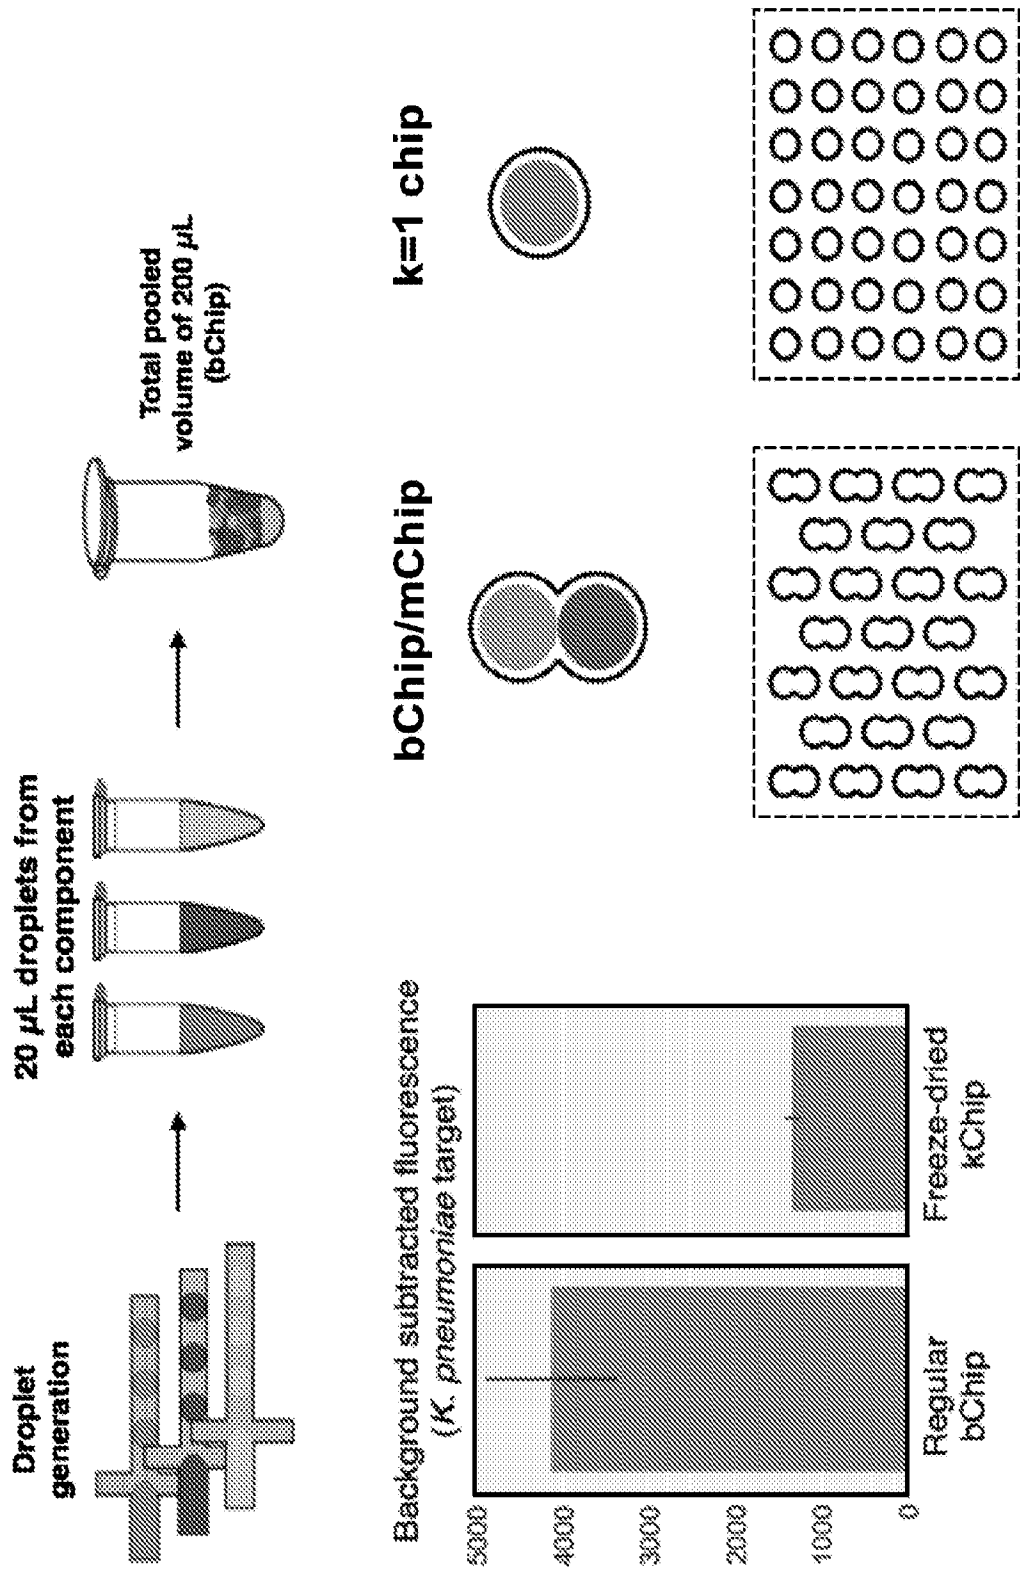 Droplet
generation
20 µL droplets from
each component
Total pooled
volume of 200 µL
(bChip)
Background subtracted fluorescence
(K. pneumoniae target)
5000
4000
3000
2000
1000
0
Regular
bChip
Freeze-dried
kChip
bChip/mChip
k=1 chip